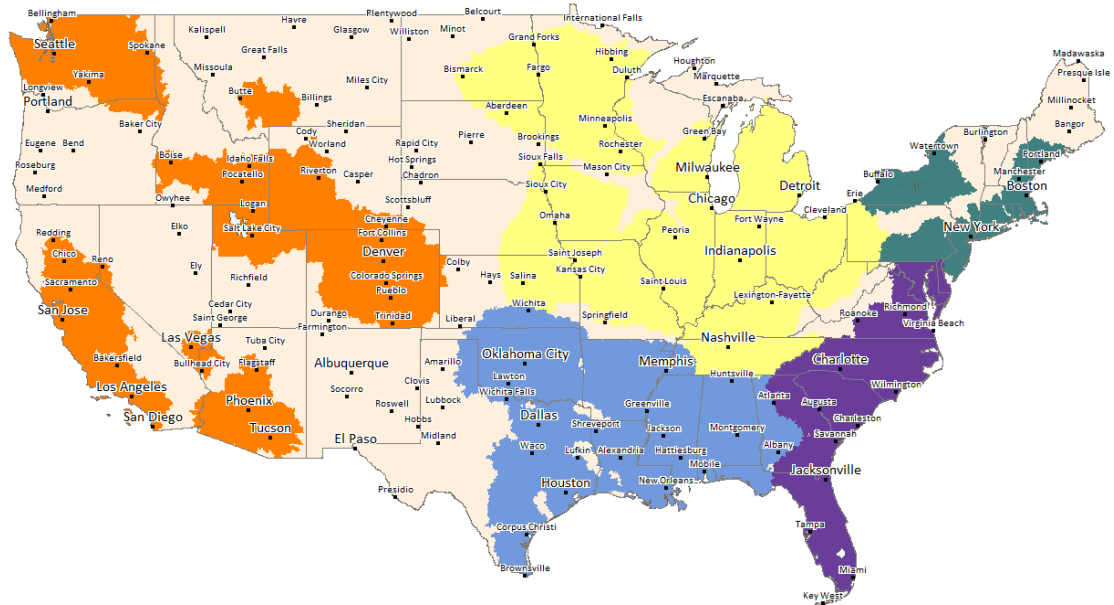 Bellingham
Seattle
Spokane
Yakima
Longview
Portland
Baker City
Eugene
Bend
Roseburg
Medford
Kalispell
Havre
Great Falls
Glasgow
Plentywood
Williston
Minot
Belcourt
Missoula
Miles City
Butte
Billings
Bismarck
Grand Forks
Fargo
International Falls
Hibbing
Duluth
Houghton
Marquette
Escanaba
Madawaska
Presque Isle
Millinocket
Bangor
Burlington
Portland
Watertown
Manchester
Boston
Buffalo
Erie
New York
Cody
Sheridan
Worland
Boise
Idaho Falls
Pocatello
Riverton
Casper
Owyhee
Logan
Rapid City
Hot Springs
Chadron
Pierre
Aberdeen
Brookings
Sioux Falls
Minneapolis
Rochester
Mason City
Green Bay
Milwaukee
Detroit
Chicago
Cleveland
Fort Wayne
Scottsbluff
Sioux City
Omaha
Peoria
Indianapolis
Elko
Salt Lake City
Cheyenne
Fort Collins
Denver
Redding
Chico
Reno
Sacramento
Ely
Richfield
Colorado Springs
Pueblo
Colby
Hays
Salina
Saint Joseph
Kansas City
Saint Louis
Lexington-Fayette
Wichita
San Jose
Cedar City
Saint George
Durango
Farmington
Trinidad
Liberal
Springfield
Richmond
Roanoke
Virginia Beach
Nashville
Las Vegas
Bakersfield
Bullhead City
Tuba City
Flagstaff
Albuquerque
Amarillo
Oklahoma City
Memphis
Charlotte
Huntsville
Los Angeles
Socorro
Clovis
Lawton
Wichita Falls
Wilmington
Phoenix
San Diego
Tucson
Roswell
Lubbock
Hobbs
Midland
Dallas
Greenville
Atlanta
Augusta
Charleston
Shreveport
Jackson
Montgomery
Savannah
El Paso
Waco
Lufkin
Alexandria
Hattiesburg
Albany
Mobile
Jacksonville
Presidio
Houston
New Orleans
Corpus Christi
Tampa
Brownsville
Miami
Key West